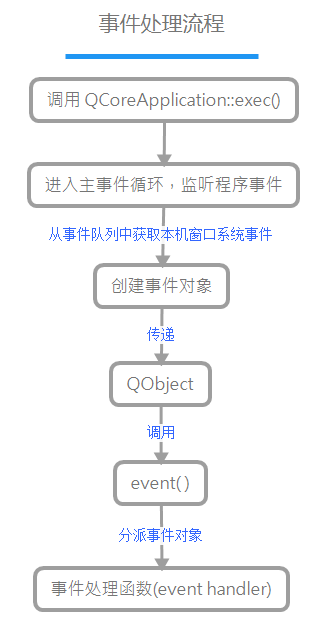 事件处理流程
调用 QCoreApplication::exec()
进入主事件循环，监听程序事件
从事件队列中获取本机窗口系统事件
创建事件对象
传递
QObject
调用
event( )
分派事件对象
事件处理函数(event handler)